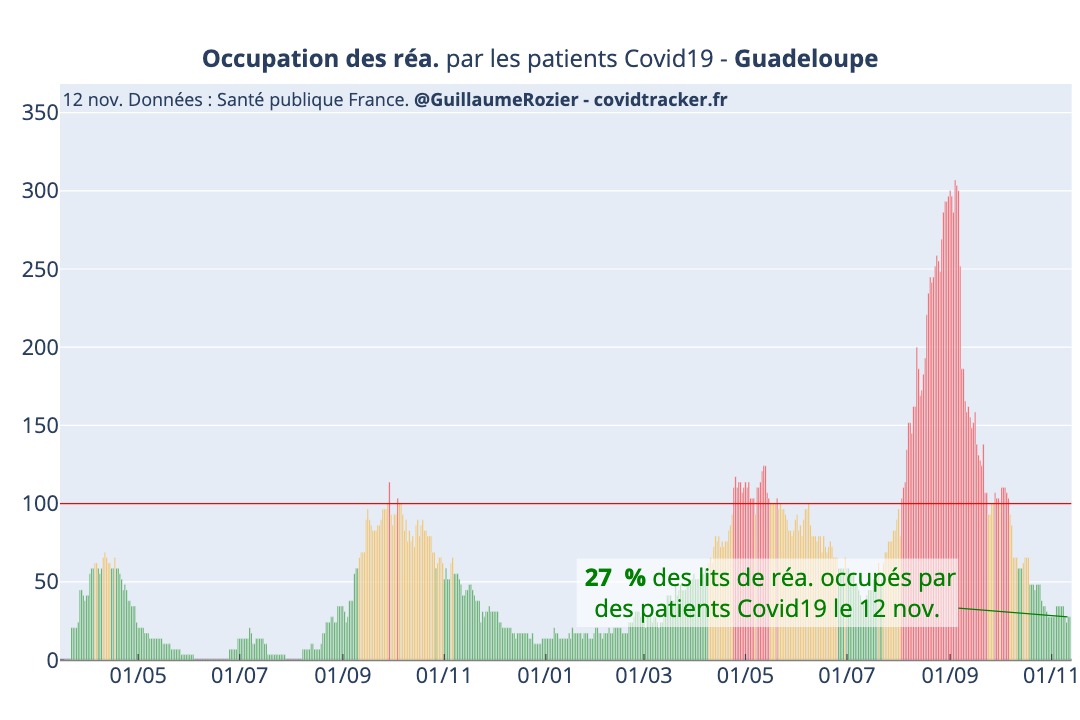 Occupation des réa. par les patients Covid19 - Guadeloupe
12 nov. Données : Santé publique France. @GuillaumeRozier - covidtracker.fr
350
300
250
200
150
100
50
0
27 % des lits de réa. occupés par
des patients Covid19 le 12 nov.
01/05 01/07 01/09 01/11 01/01 01/03 01/05 01/07 01/09 01/11